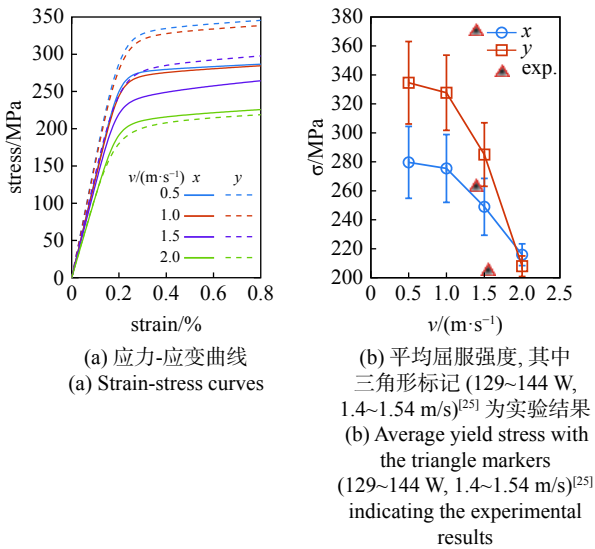 350
300
250
200
150
100
50
0
stress/MPa
v/(m·s⁻¹) x y
0.5
1.0
1.5
2.0
0 0.2 0.4 0.6 0.8
strain/%
(a) 应力-应变曲线
(a) Strain-stress curves
360
340
320
300
280
260
240
220
200
σ/MPa
x
y
exp.
0 0.5 1.0 1.5 2.0 2.5
v/(m·s⁻¹)
(b) 平均屈服强度, 其中
三角形标记 (129~144 W,
1.4~1.54 m/s)[25] 为实验结果
(b) Average yield stress with
the triangle markers
(129~144 W, 1.4~1.54 m/s)[25]
indicating the experimental
results